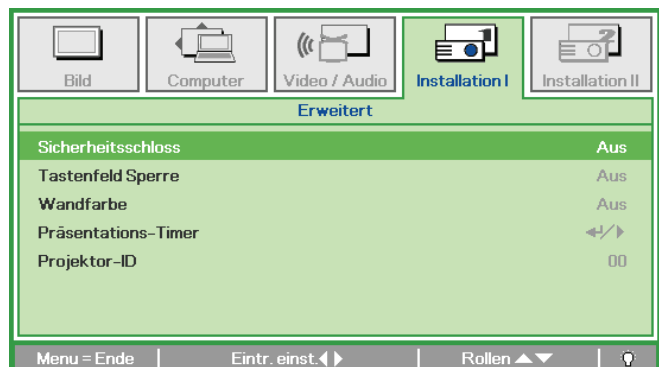 Bild Computer Video / Audio Installation I Installation II
Erweitert
Sicherheitsschloss Aus
Tastenfeld Sperre Aus
Wandfarbe Aus
Präsentations-Timer ↵/▶
Projektor-ID 00
Menu = Ende | Eintr. einst.◀▶ | Rollen ▲▼ |